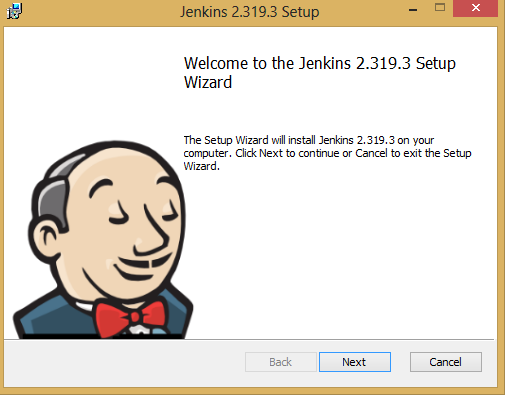 Jenkins 2.319.3 Setup
Welcome to the Jenkins 2.319.3 Setup
Wizard
The Setup Wizard will install Jenkins 2.319.3 on your
computer. Click Next to continue or Cancel to exit the Setup
Wizard.
Back Next Cancel